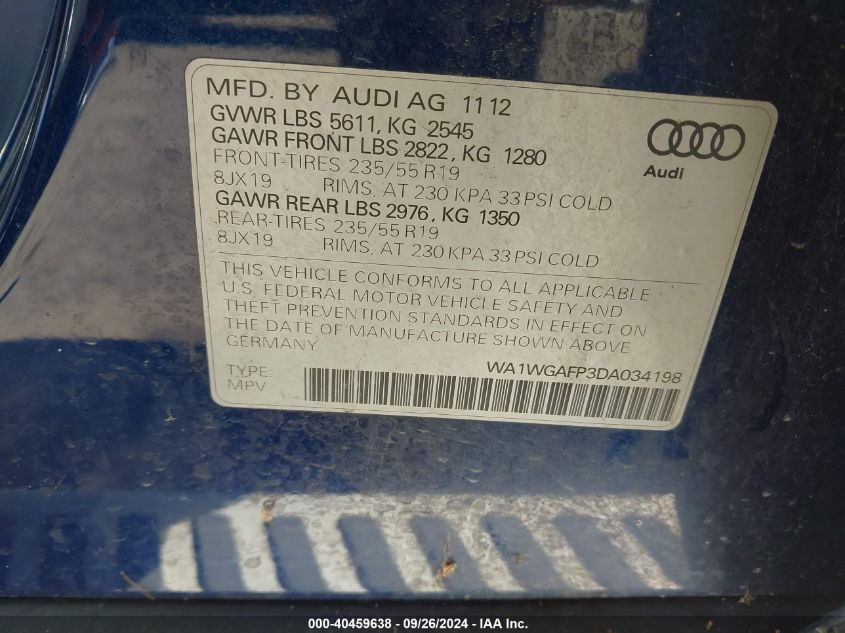 MFD. BY AUDI AG 11 12
GVWR LBS 5611, KG 2545
GAWR FRONT LBS 2822, KG 1280
FRONT-TIRES 235/55 R19
8JX19 RIMS, AT 230 KPA 33 PSI COLD
GAWR REAR LBS 2976, KG 1350
REAR-TIRES 235/55 R19
8JX19 RIMS, AT 230 KPA 33 PSI COLD
Audi
THIS VEHICLE CONFORMS TO ALL APPLICABLE
U.S. FEDERAL MOTOR VEHICLE SAFETY AND
THEFT PREVENTION STANDARDS IN EFFECT ON
THE DATE OF MANUFACTURE SHOWN ABOVE
GERMANY
WA1WGAFP3DA034198
TYPE:
MPV
000-40459638 - 09/26/2024 - www.iaai.com